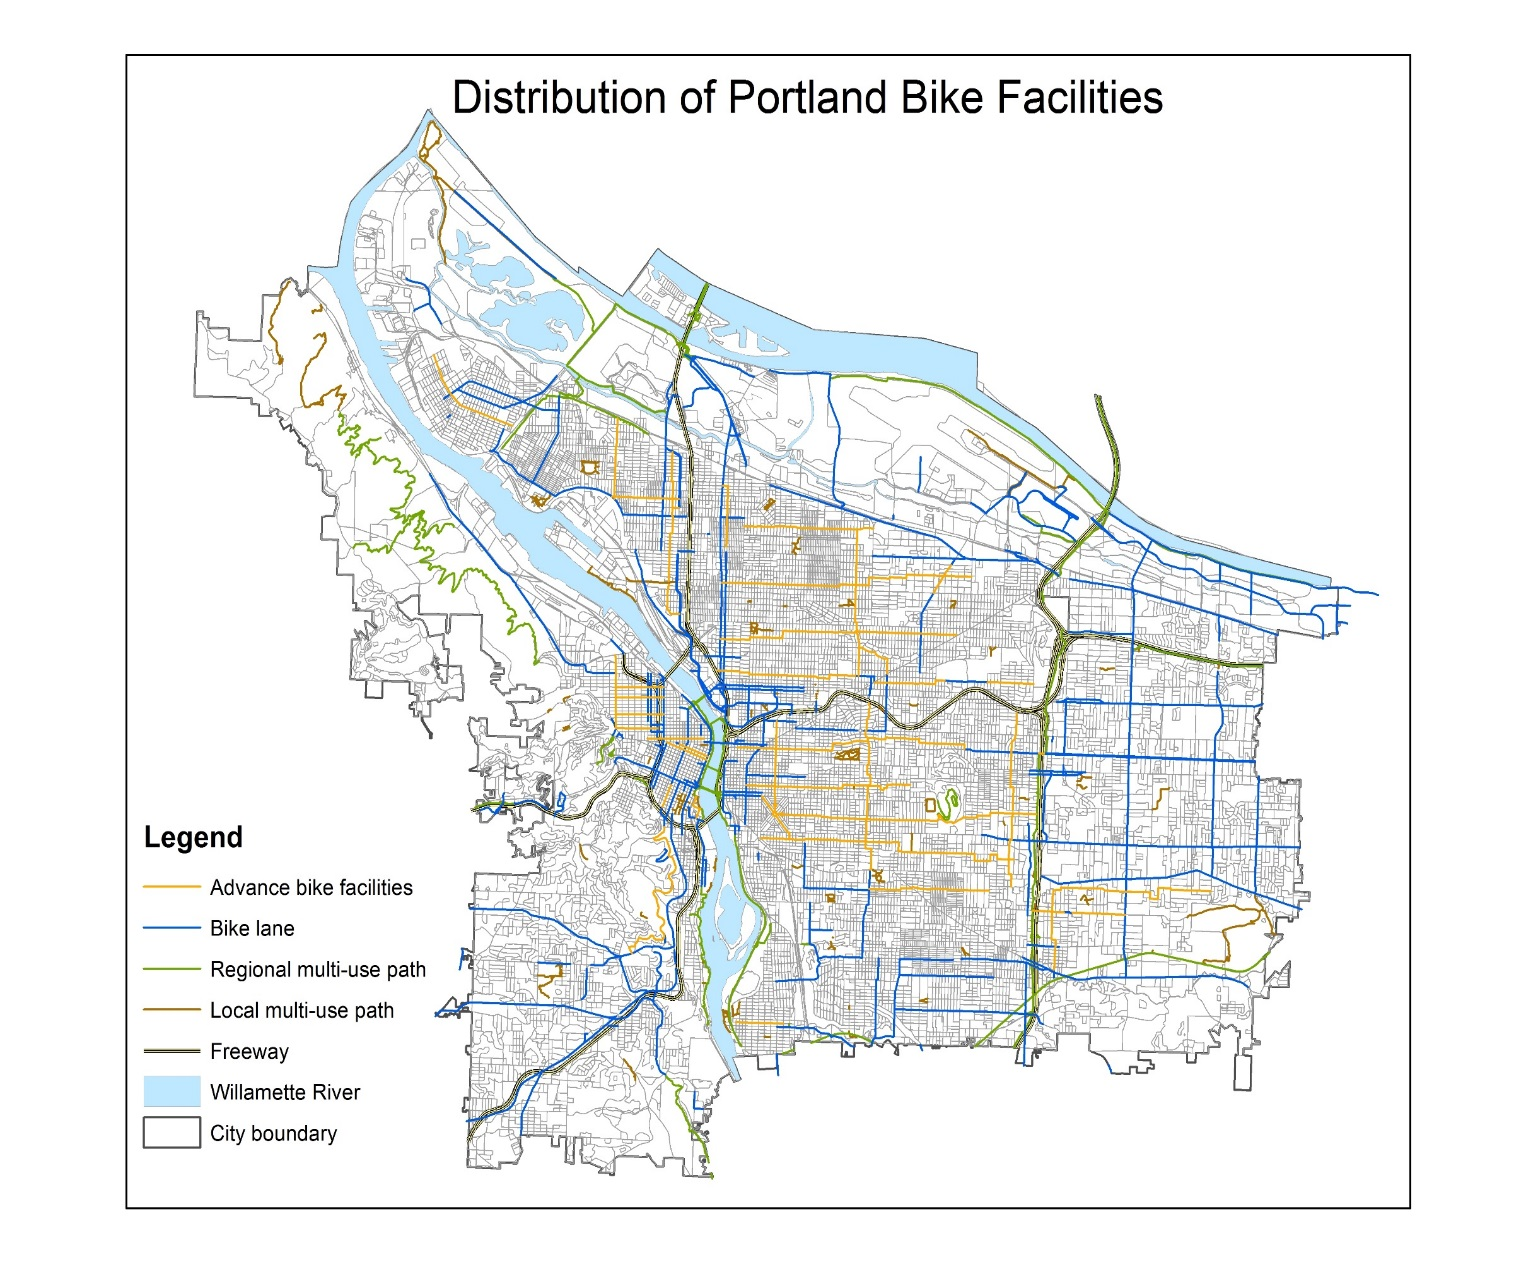 Distribution of Portland Bike Facilities
Legend
Advance bike facilities
Bike lane
Regional multi-use path
Local multi-use path
Freeway
Willamette River
City boundary